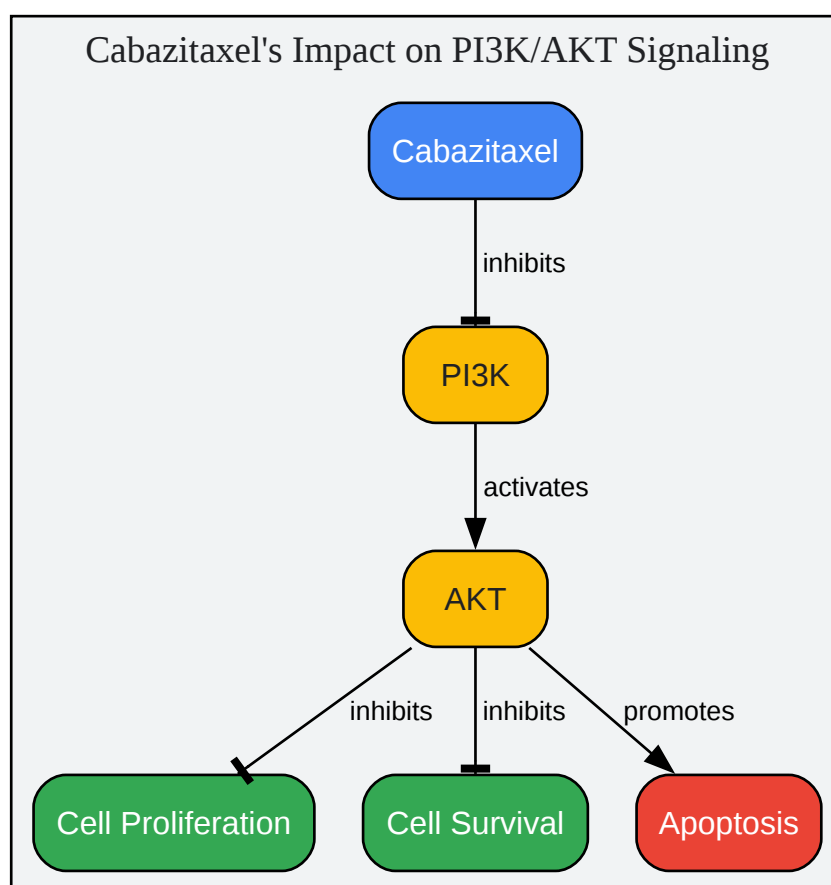 Cabazitaxel's Impact on PI3K/AKT Signaling
Cabazitaxel
inhibits
PI3K
activates
AKT
inhibits
inhibits
promotes
Cell Proliferation
Cell Survival
Apoptosis